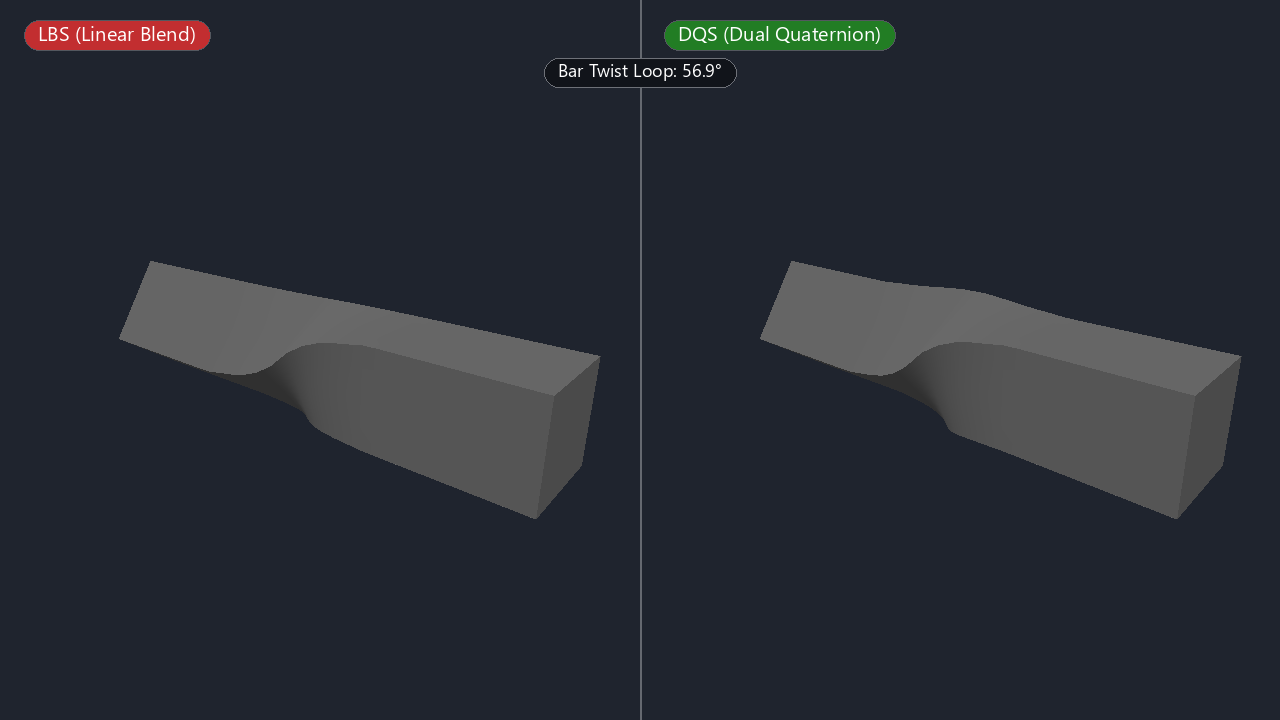 LBS (Linear Blend)
DQS (Dual Quaternion)
Bar Twist Loop: 56.9°